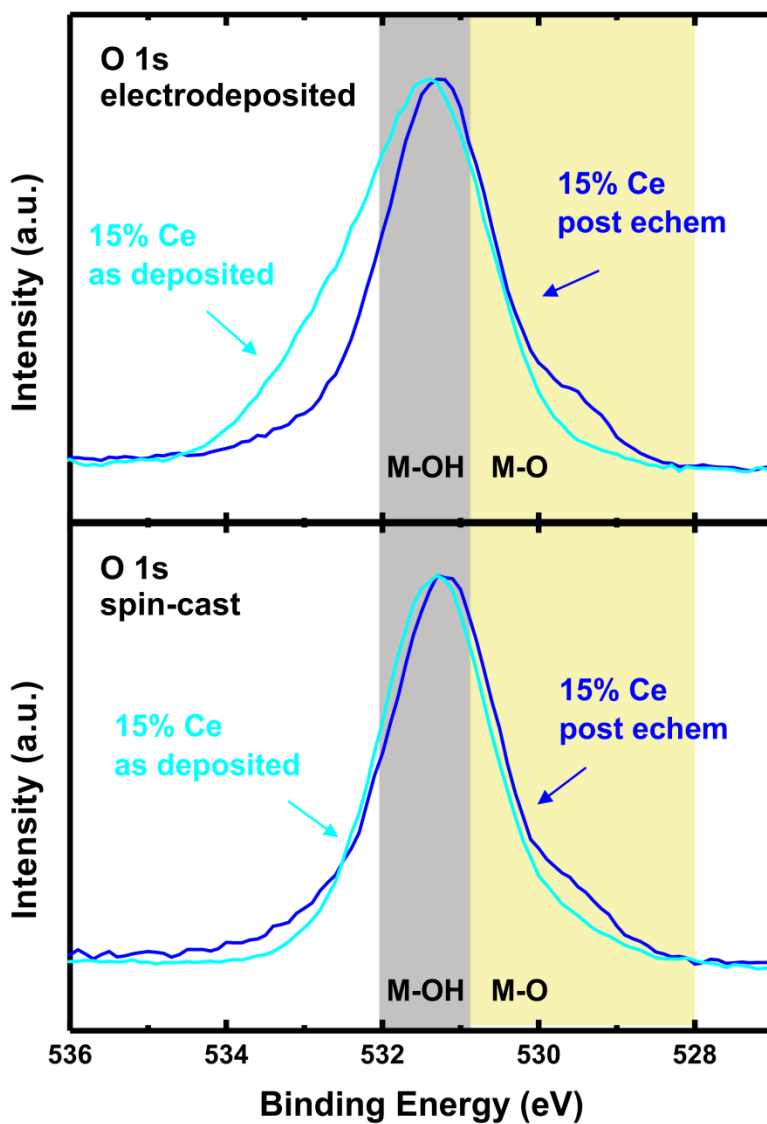 O 1s
electrodeposited
15% Ce
post echem
15% Ce
as deposited
M-OH M-O
Intensity (a.u.)
O 1s
spin-cast
15% Ce
post echem
15% Ce
as deposited
M-OH M-O
Intensity (a.u.)
536 534 532 530 528
Binding Energy (eV)